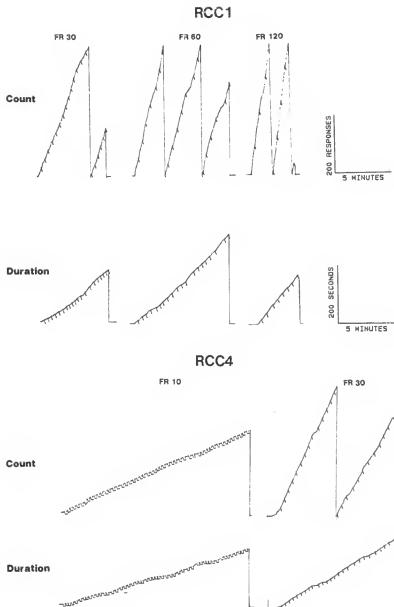 RCC1
FR 30 FR 60 FR 120
Count
200 RESPONSES
5 MINUTES
Duration
200 SECONDS
5 MINUTES
RCC4
FR 10 FR 30
Count
Duration